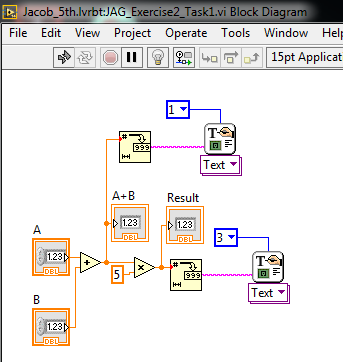 Jacob_5th.lvrbt:JAG_Exercise2_Task1.vi Block Diagram
File Edit View Project Operate Tools Window
15pt Applicat
1
#
999
T
Text
A+B
Result
1.23
DBL
1.23
DBL
3
A
1.23
DBL
+
5
×
#
999
T
Text
B
1.23
DBL